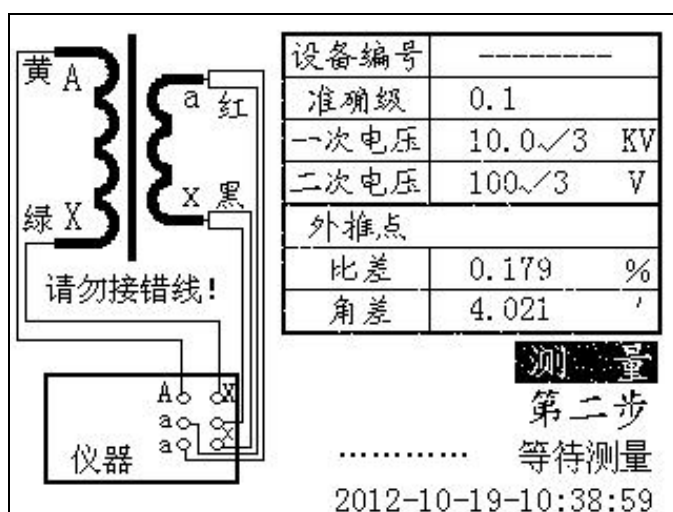 黄 A
a 红
x 黑
绿 X
请勿接错线!
A X
a
a x
仪器
设备编号 --------
准确级 0.1
一次电压 10.0√/3 KV
二次电压 100√/3 V
外推点
比差 0.179 %
角差 4.021 ′
测 量
第二步
………… 等待测量
2012-10-19-10:38:59